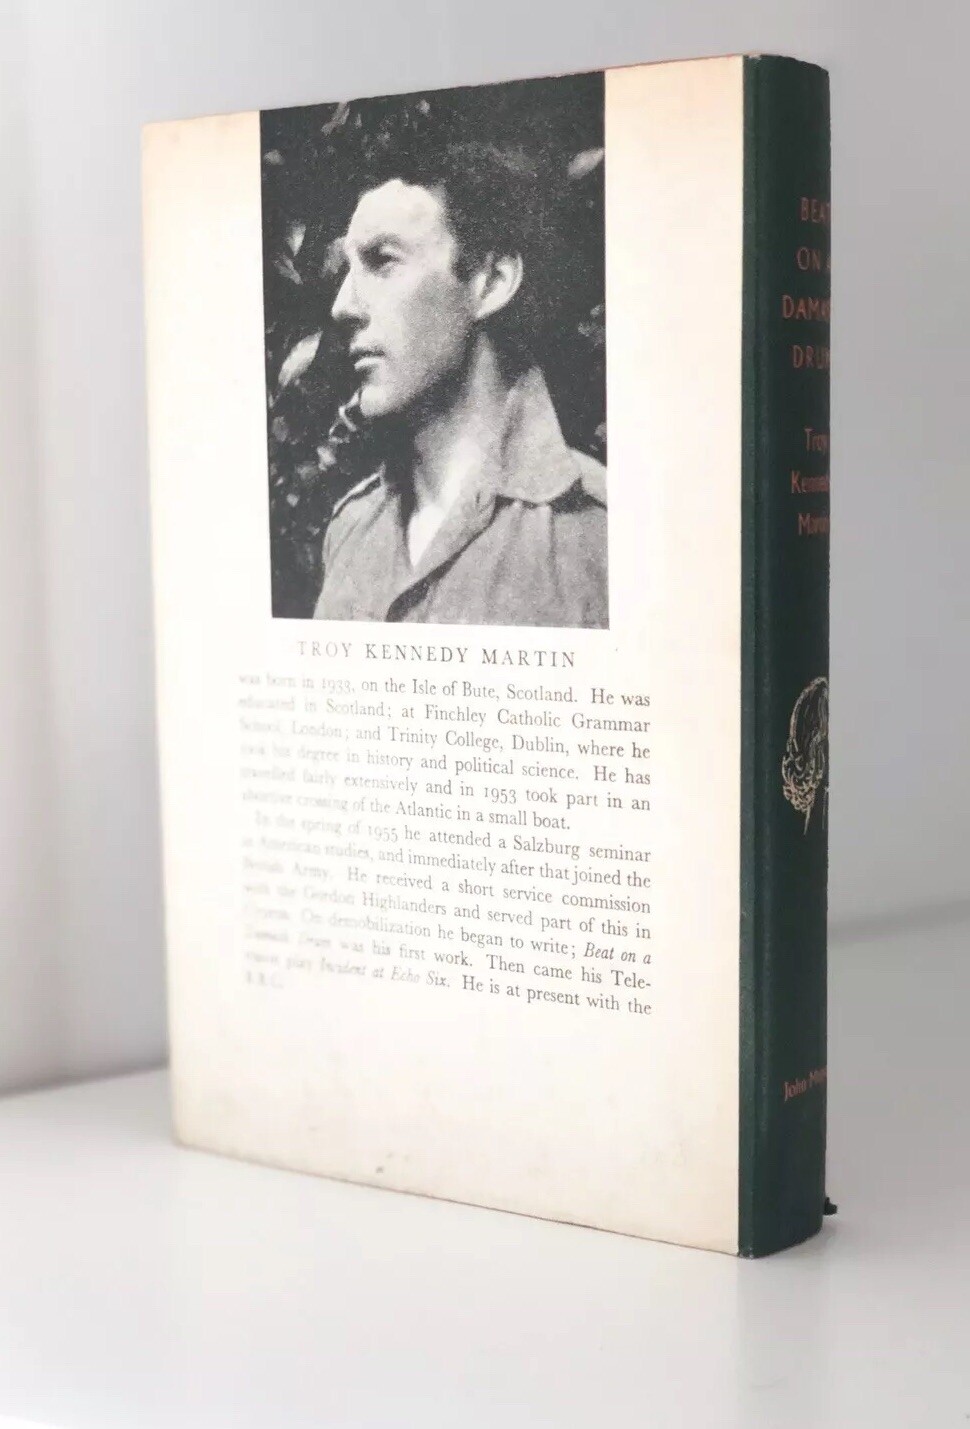 TROY KENNEDY MARTIN
was born in 1933, on the Isle of Bute, Scotland. He was
educated in Scotland; at Finchley Catholic Grammar
School, London; and Trinity College, Dublin, where he
took his degree in history and political science. He has
travelled fairly extensively and in 1953 took part in an
abortive crossing of the Atlantic in a small boat.
In the spring of 1955 he attended a Salzburg seminar
in American studies, and immediately after that joined the
British Army. He received a short service commission
with the Gordon Highlanders and served part of this in
Cyprus. On demobilization he began to write; Beat on a
Damask Drum was his first work. Then came his Tele-
vision play Incident at Echo Six. He is at present with the
B.B.C.
BEAT
ON A
DAMAS
DRUM
Troy
Kenned
Martin
John